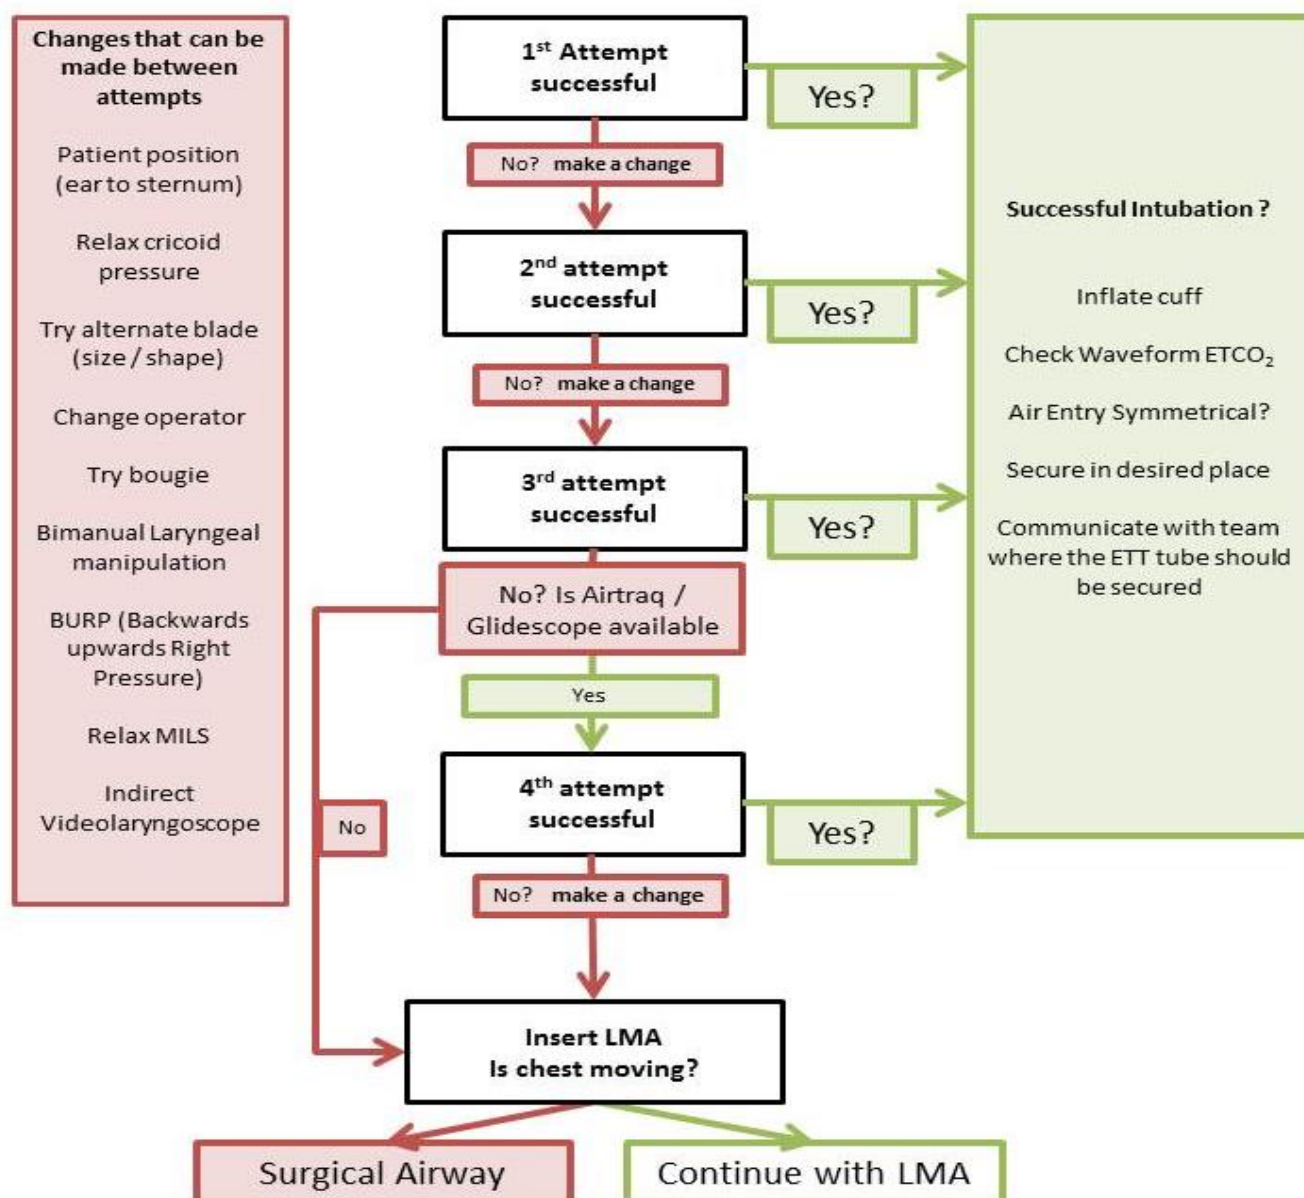 Changes that can be
made between
attempts
Patient position
(ear to sternum)
Relax cricoid
pressure
Try alternate blade
(size / shape)
Change operator
Try bougie
Bimanual Laryngeal
manipulation
BURP (Backwards
upwards Right
Pressure)
Relax MILS
Indirect
Videolaryngoscope
1st Attempt
successful
Yes?
No? make a change
2nd attempt
successful
Yes?
No? make a change
3rd attempt
successful
Yes?
No? Is Airtraq /
Glidescope available
Yes
No
4th attempt
successful
Yes?
No? make a change
Insert LMA
Is chest moving?
Surgical Airway
Continue with LMA
Successful Intubation ?
Inflate cuff
Check Waveform ETCO₂
Air Entry Symmetrical?
Secure in desired place
Communicate with team
where the ETT tube should
be secured